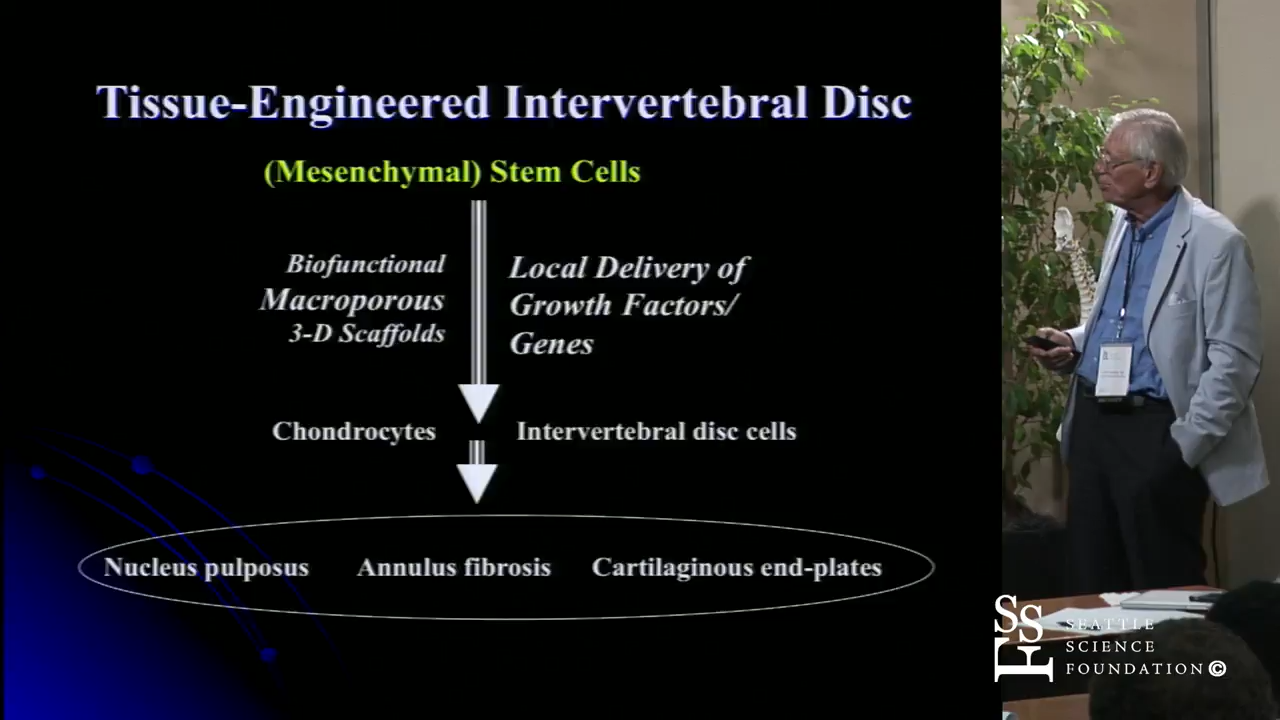 Tissue-Engineered Intervertebral Disc
(Mesenchymal) Stem Cells
Biofunctional
Macroporous
3-D Scaffolds
Local Delivery of
Growth Factors/
Genes
Chondrocytes
Intervertebral disc cells
Nucleus pulposus
Annulus fibrosis
Cartilaginous end-plates
SSF
SEATTLE
SCIENCE
FOUNDATION©